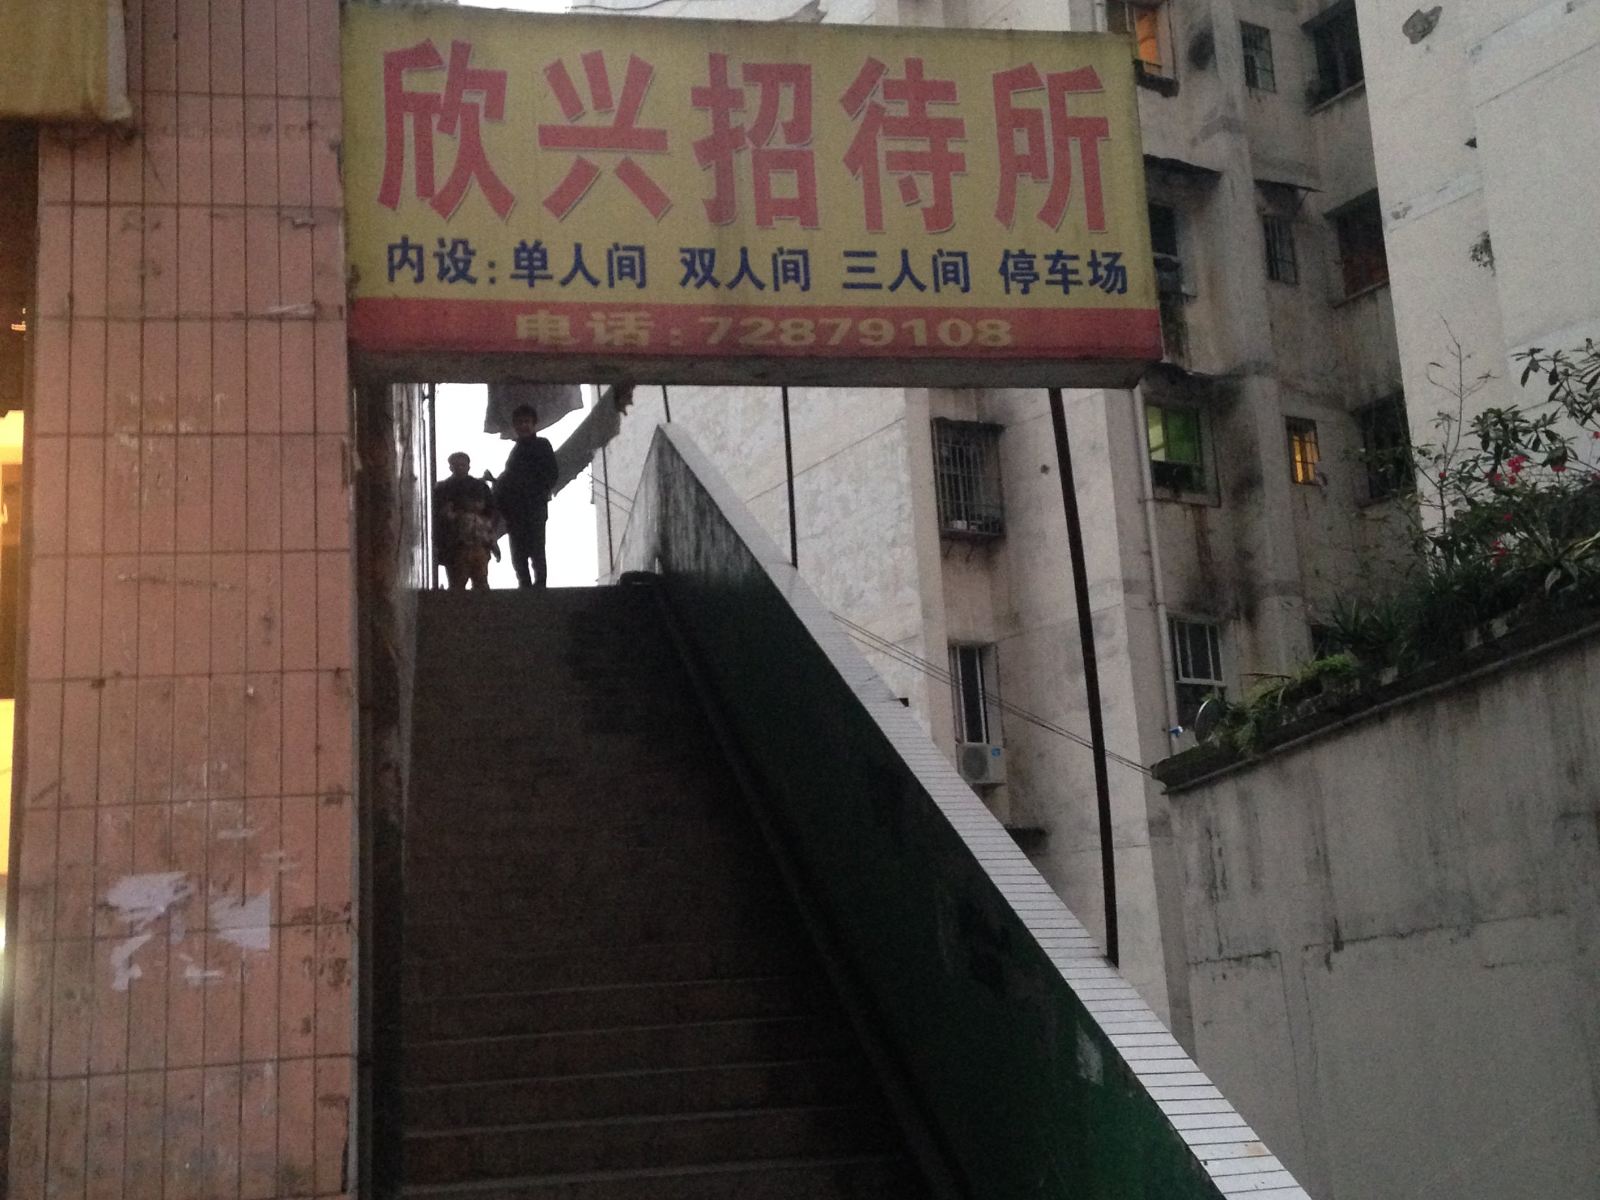 欣兴招待所
内设:单人间 双人间 三人间 停车场
电话:72879108